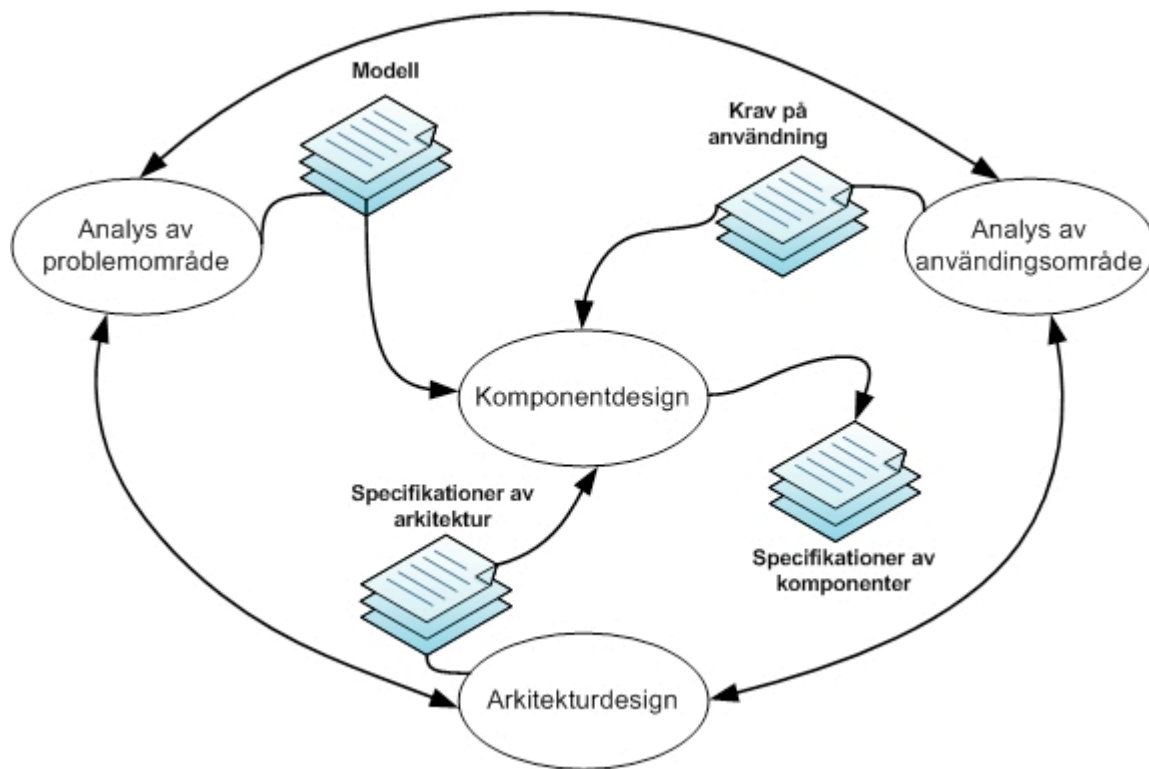 Modell
Krav på
användning
Analys av
problemområde
Analys av
användingsområde
Komponentdesign
Specifikationer av
arkitektur
Specifikationer av
komponenter
Arkitekturdesign